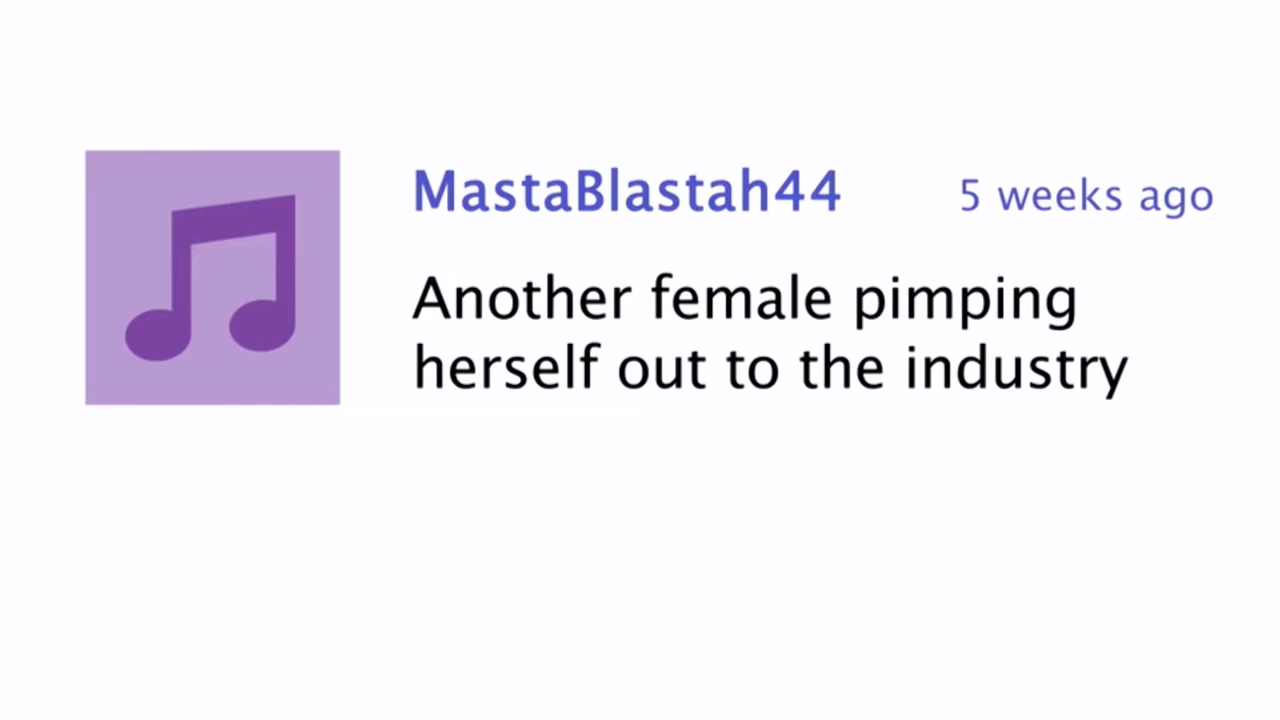 MastaBlastah44 5 weeks ago
Another female pimping
herself out to the industry